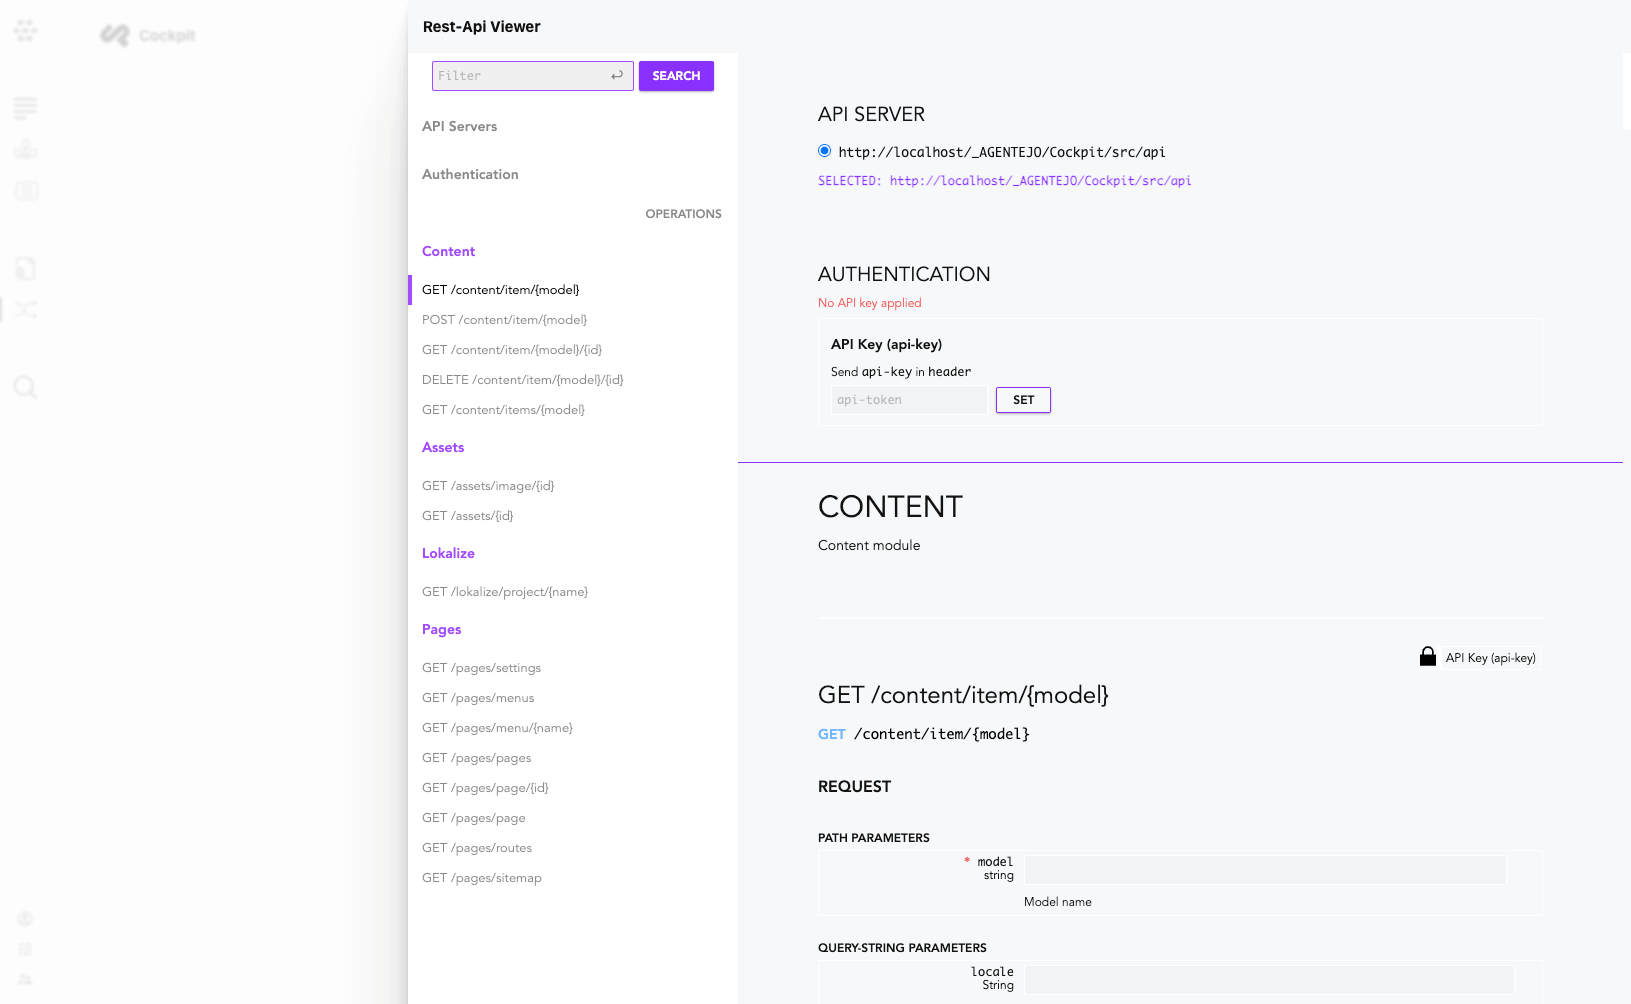 Cockpit
Rest-Api Viewer
Filter
SEARCH
API Servers
Authentication
OPERATIONS
Content
GET /content/item/{model}
POST /content/item/{model}
GET /content/item/{model}/{id}
DELETE /content/item/{model}/{id}
GET /content/items/{model}
Assets
GET /assets/image/{id}
GET /assets/{id}
Lokalize
GET /lokalize/project/{name}
Pages
GET /pages/settings
GET /pages/menus
GET /pages/menu/{name}
GET /pages/pages
GET /pages/page/{id}
GET /pages/page
GET /pages/routes
GET /pages/sitemap
API SERVER
http://localhost/_AGENTEJO/Cockpit/src/api
SELECTED: http://localhost/_AGENTEJO/Cockpit/src/api
AUTHENTICATION
No API key applied
API Key (api-key)
Send api-key in header
api-token
SET
CONTENT
Content module
API Key (api-key)
GET /content/item/{model}
GET /content/item/{model}
REQUEST
PATH PARAMETERS
* model
string
Model name
QUERY-STRING PARAMETERS
locale
String